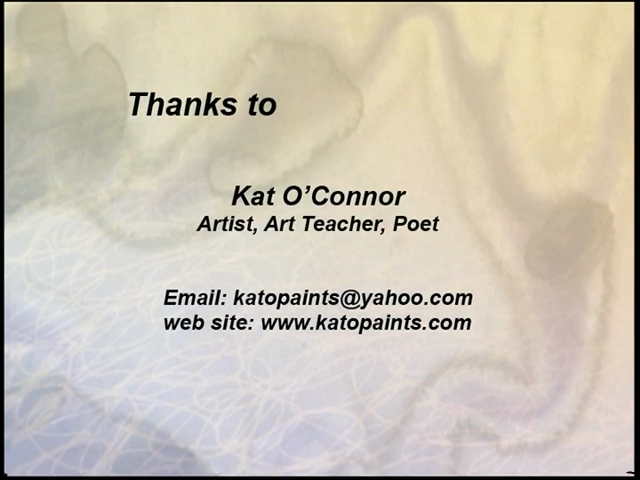 Thanks to
Kat O’Connor
Artist, Art Teacher, Poet
Email: katopaints@yahoo.com
web site: www.katopaints.com